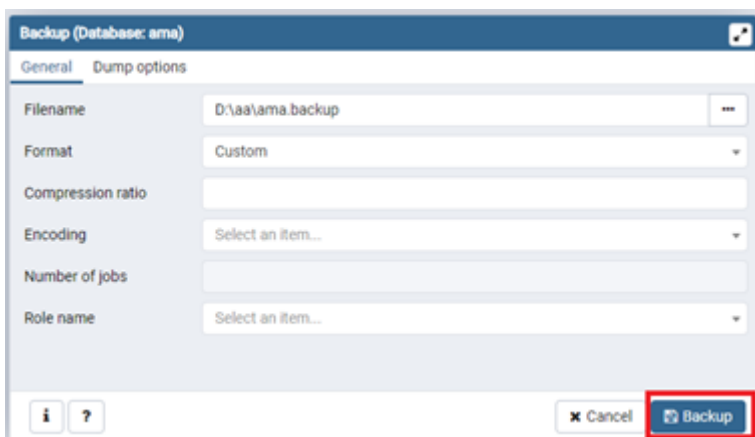 Backup (Database: ama)
General Dump options
Filename D:\aa\ama.backup
Format Custom
Compression ratio
Encoding Select an item...
Number of jobs
Role name Select an item...
i ? Cancel Backup